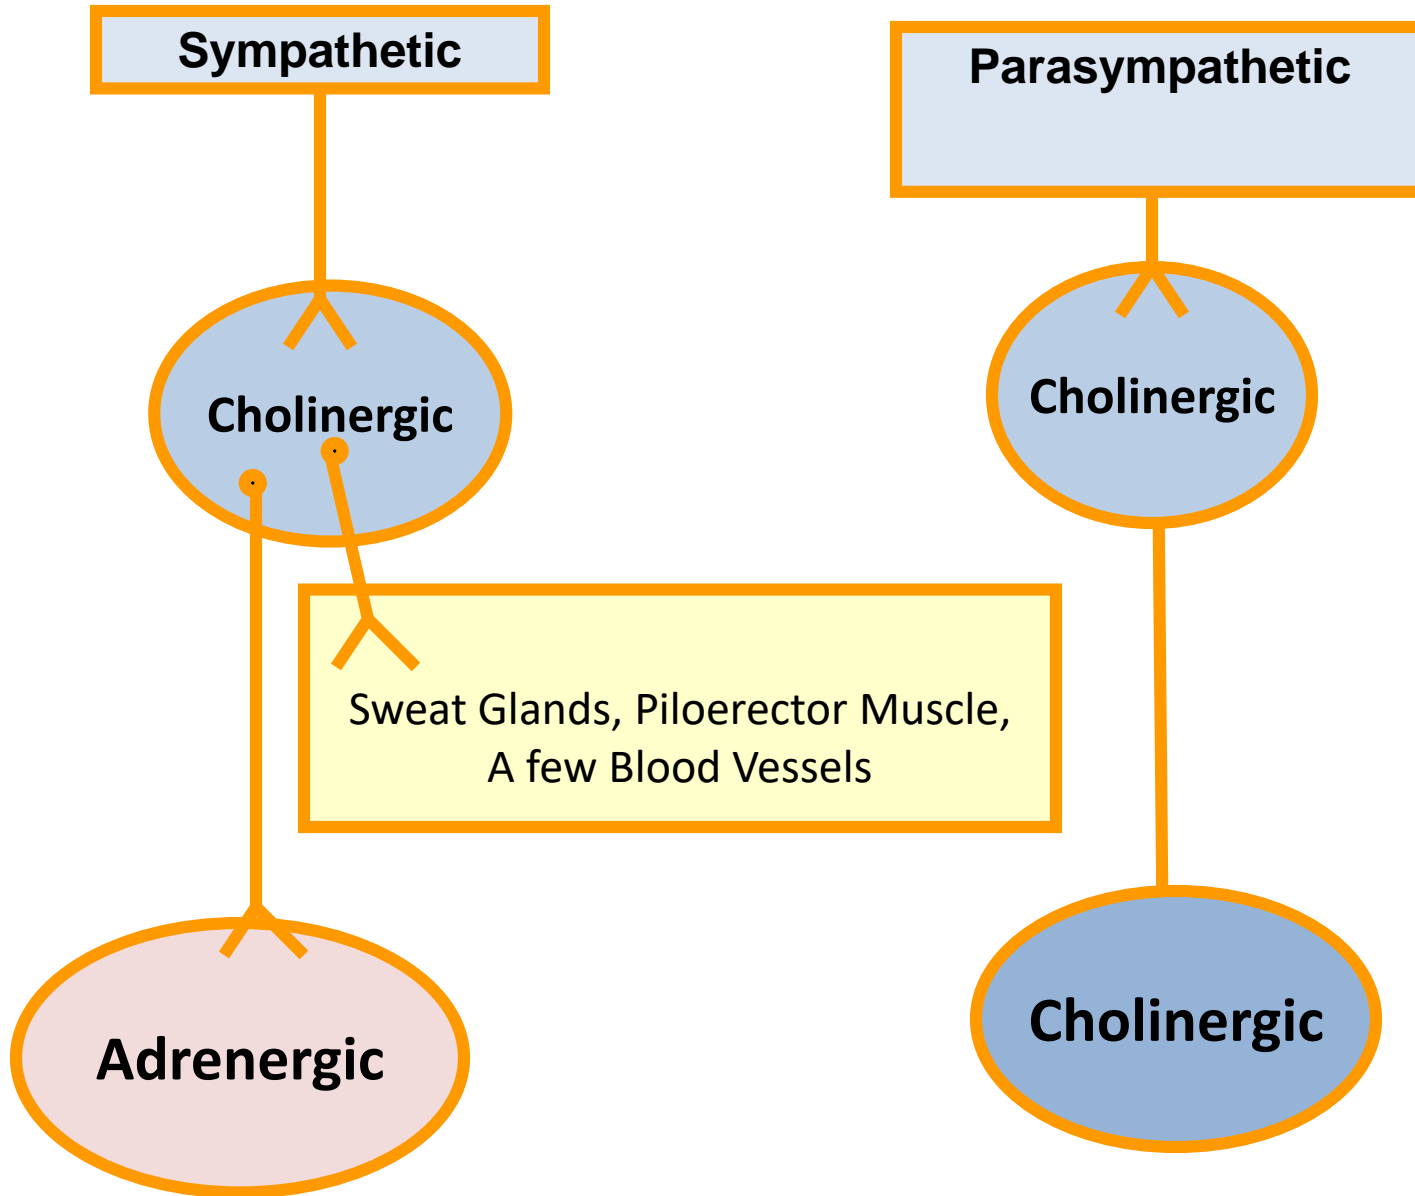 Sympathetic
Parasympathetic
Cholinergic
Cholinergic
Sweat Glands, Piloerector Muscle,
A few Blood Vessels
Adrenergic
Cholinergic